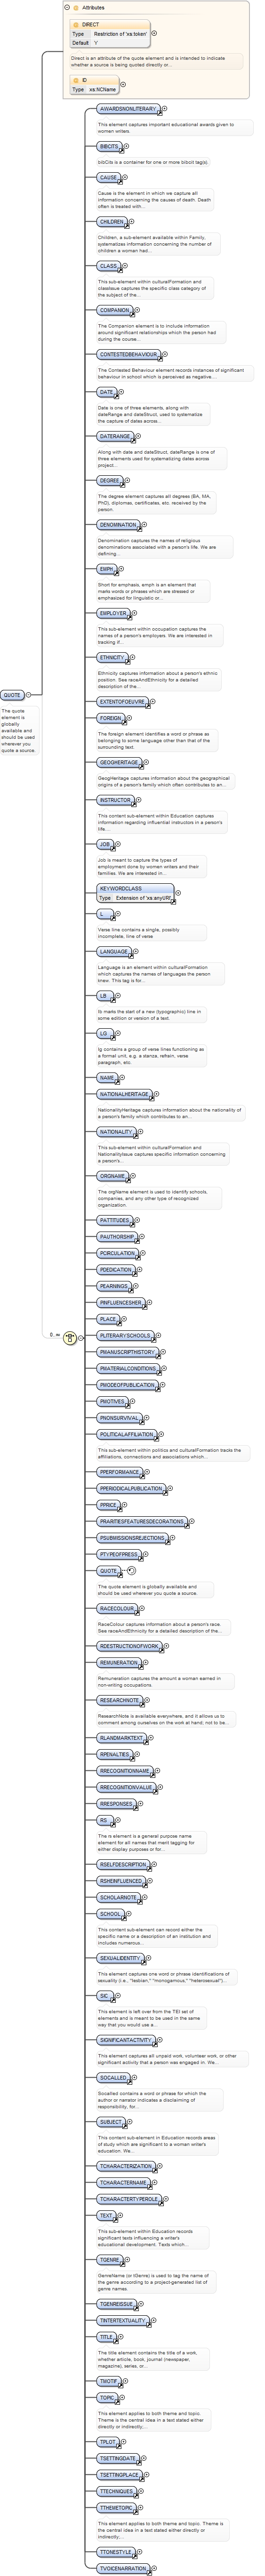 Attributes
DIRECT
Type Restriction of 'xs:token'
Default Y
Direct is an attribute of the quote element and is intended to indicate
whether a source is being quoted directly or...
ID
Type xs:NCName
AWARDSNONLITERARY
This element captures important educational awards given to
women writers.
BIBCITS
bibCits is a container for one or more bibcit tag(s).
CAUSE
Cause is the element in which we capture all
information concerning the causes of death. Death
often is treated with...
CHILDREN
Children, a sub-element available within Family,
systematizes information concerning the number of
children a woman had...
CLASS
This sub-element within culturalFormation and
classIssue captures the specific class category of
the subject of the...
COMPANION
The Companion element is to include information
around significant relationships which the person had
during the course...
CONTESTEDBEHAVIOUR
The Contested Behaviour element records instances of significant
behaviour in school which is perceived as negative....
DATE
Date is one of three elements, along with
dateRange and dateStruct, used to systematize
the capture of dates across...
DATERANGE
Along with date and dateStruct, dateRange is one of
three elements used for systematizing dates across
project...
DEGREE
The degree element captures all degrees (BA, MA,
PhD), diplomas, certificates, etc. received by the
person.
DENOMINATION
Denomination captures the names of religious
denominations associated with a person's life. We are
defining...
EMPH
Short for emphasis, emph is an element that
marks words or phrases which are stressed or
emphasised for linguistic or...
EMPLOYER
This sub-element within occupation captures the
names of a person's employers. We are interested in
tracking if...
ETHNICITY
Ethnicity captures information about a person's ethnic
position. See raceAndEthnicity for a detailed
description of the...
EXTENTOFOEUVRE
FOREIGN
The foreign element identifies a word or phrase as
belonging to some language other than that of the
surrounding text.
GEOGHERITAGE
GeogHeritage captures information about the geographical
origins of a person's family which often contributes to an...
INSTRUCTOR
This content sub-element within Education captures
information regarding influential instructors in a person's
life....
JOB
Job is meant to capture the types of
employment done by women writers and their
families. We are interested in...
KEYWORDCLASS
Type Extension of 'xs:anyURI'
L
Verse line contains a single, possibly
incomplete, line of verse
LANGUAGE
Language is an element within culturalFormation
which captures the names of languages the person
knew. This tag is for...
LB
lb marks the start of a new (typographic) line in
some edition or version of a text.
LG
lg contains a group of verse lines functioning as
a formal unit, e.g. a stanza, refrain, verse
paragraph, etc.
NAME
NATIONALHERITAGE
NationalityHeritage captures information about the nationality of
a person's family which contributes to an...
NATIONALITY
This sub-element within culturalFormation and
NationalityIssue captures specific information concerning
a person's...
ORGNAME
The orgName element is used to identify schools,
companies, and any other type of recognized
organization.
PATTITUDES
PAUTHORSHIP
PCIRCULATION
PDEDICATION
PEARNINGS
PINFLUENCESHER
PLACE
QUOTE
The quote
element is
globally
available and
should be used
wherever you
quote a source.
0..∞
PLITERARYSCHOOLS
PMANUSCRIPTHISTORY
PMATERIALCONDITIONS
PMODEOFPUBLICATION
PMOTIVES
PNONSURVIVAL
POLITICALAFFILIATION
This sub-element within politics and culturalFormation tracks the
affiliations, connections and associations which...
PPERFORMANCE
PPERIODICALPUBLICATION
PPRICE
PRARITIESFEATURESDECORATIONS
PSUBMISSIONSREJECTIONS
PTYPEOFPRESS
QUOTE
The quote element is globally available and
should be used wherever you quote a source.
RACECOLOUR
RaceColour captures information about a person's race.
See raceAndEthnicity for a detailed description of the...
RDESTRUCTIONOFWORK
REMUNERATION
Remuneration captures the amount a woman earned in
non-writing occupations.
RESEARCHNOTE
ResearchNote is available everywhere, and it allows us to
comment among ourselves on the work at hand; not to be...
RLANDMARKTEXT
RPENALTIES
RRECOGNITIONNAME
RRECOGNITIONVALUE
RRESPONSES
RS
The rs element is a general purpose name
element for all names that merit tagging for
either display purposes or for...
RSELFDESCRIPTION
RSHEINFLUENCED
SCHOLARNOTE
SCHOOL
This content sub-element can record either the
specific name or a description of an institution and
includes numerous...
SEXUALIDENTITY
This element captures one word or phrase identifications of
sexuality (i.e., "lesbian," "monogamous," "heterosexual")...
SIC
This element is left over from the TEI set of
elements and is meant to be used in the same
way that you would use a...
SIGNIFICANTACTIVITY
This element captures all unpaid work, volunteer work, or other
significant activity that a person was engaged in. We...
SOCALLED
Socalled contains a word or phrase for which the
author or narrator indicates a disclaiming of
responsibility, for...
SUBJECT
This content sub-element in Education records areas
of study which are significant to a woman writer's
education. We...
TCHARACTERIZATION
TCHARACTERNAME
TCHARACTERTYPEROLE
TEXT
This sub-element within Education records
significant texts influencing a writer's
educational development. Texts which...
TGENRE
GenreName (or tGenre) is used to tag the name of
the genre according to a project-generated list of
genre names.
TGENREISSUE
TINTERTEXTUALITY
TITLE
The title element contains the title of a work,
whether article, book, journal (newspaper,
magazine), series, or...
TMOTIF
TOPIC
This element applies to both theme and topic.
Theme is the central idea in a text stated either
directly or indirectly,...
TPLOT
TSETTINGDATE
TSETTINGPLACE
TTECHNIQUES
TTHEMETOPIC
This element applies to both theme and topic. Theme is
the central idea in a text stated either directly or
indirectly,...
TTONESTYLE
TVOICENARRATION